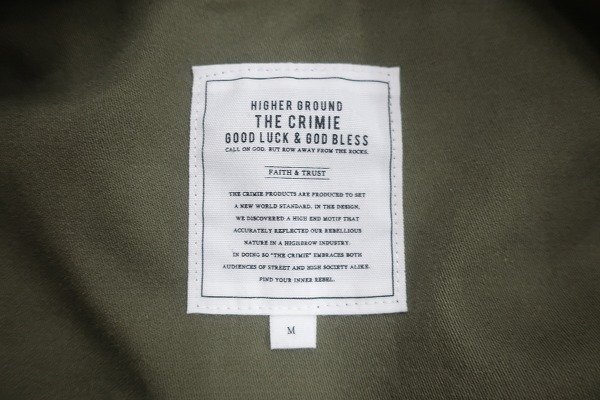 HIGHER GROUND
THE CRIMIE
GOOD LUCK & GOD BLESS
CALL ON GOD. BUT ROW AWAY FROM THE ROCKS.
FAITH & TRUST
THE CRIMIE PRODUCTS ARE PRODUCED TO SET
A NEW WORLD STANDARD. IN THE DESIGN,
WE DISCOVERED A HIGH END MOTIF THAT
ACCURATELY REFLECTED OUR REBELLIOUS
NATURE IN A HIGHBROW INDUSTRY.
IN DOING SO "THE CRIMIE" EMBRACES BOTH
AUDIENCES OF STREET AND HIGH SOCIETY ALIKE.
FIND YOUR INNER REBEL.
M